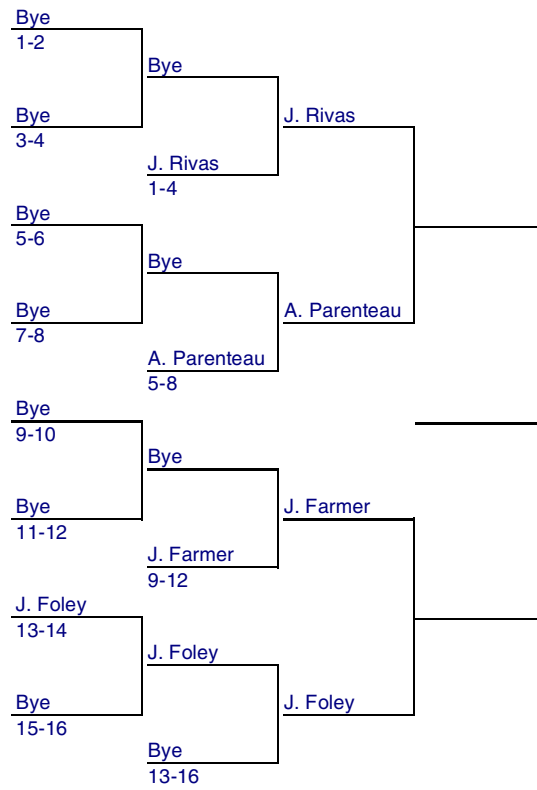 Bye
1-2
Bye
Bye
3-4
J. Rivas
J. Rivas
1-4
Bye
5-6
Bye
Bye
7-8
A. Parenteau
A. Parenteau
5-8
Bye
9-10
Bye
Bye
11-12
J. Farmer
J. Farmer
9-12
J. Foley
13-14
J. Foley
Bye
15-16
J. Foley
Bye
13-16